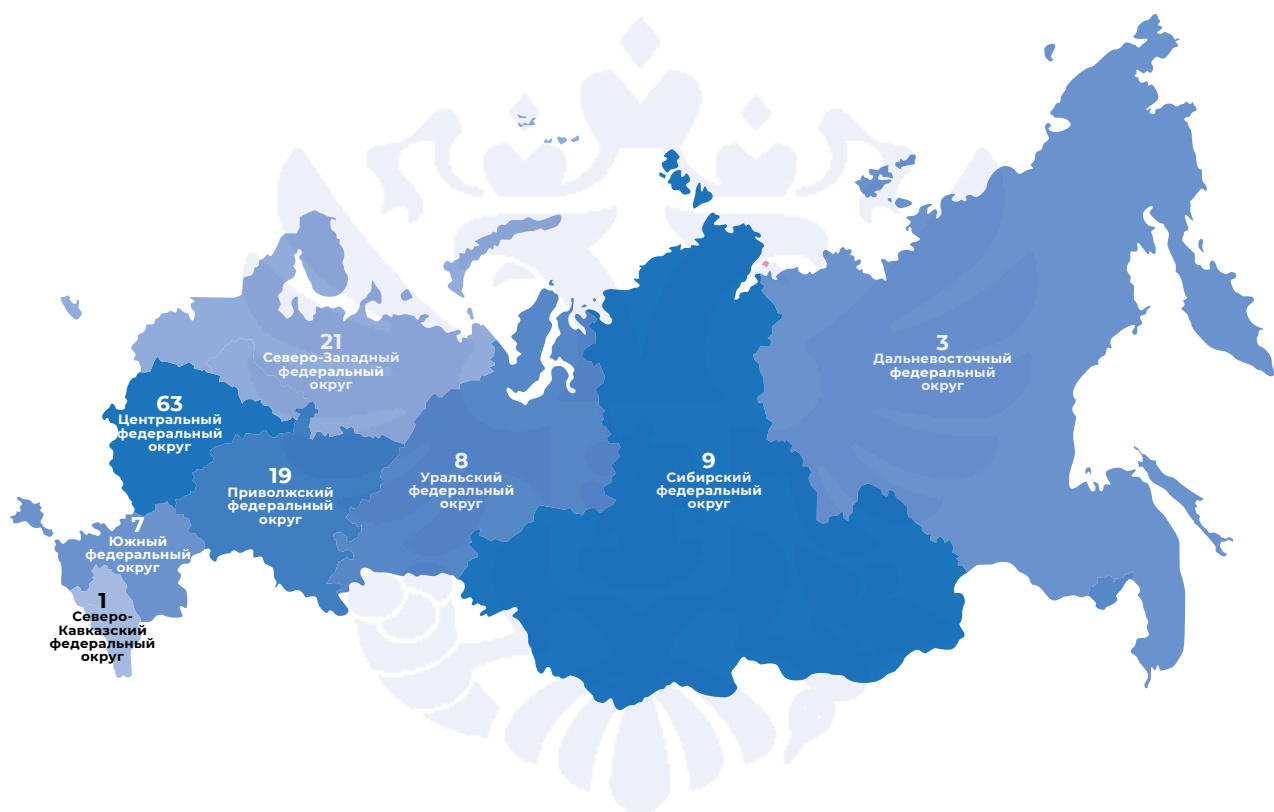 21
Северо-Западный
федеральный
округ
3
Дальневосточный
федеральный
округ
63
Центральный
федеральный
округ
19
Приволжский
федеральный
округ
8
Уральский
федеральный
округ
9
Сибирский
федеральный
округ
7
Южный
федеральный
округ
1
Северо-
Кавказский
федеральный
округ